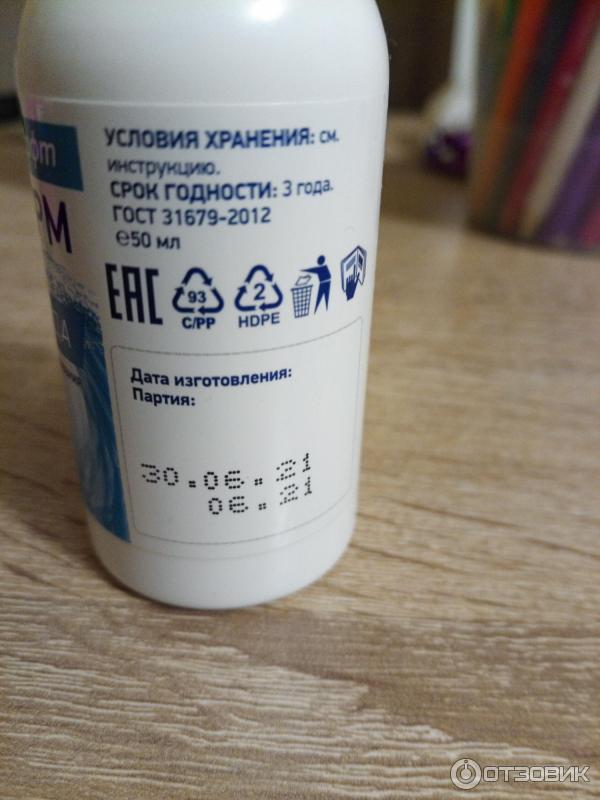 УСЛОВИЯ ХРАНЕНИЯ: см.
инструкцию.
СРОК ГОДНОСТИ: 3 года.
ГОСТ 31679-2012
℮50 мл
EAC
93
C/PP
2
HDPE
Дата изготовления:
Партия:
30.06.21
06.21
ОТЗОВИК